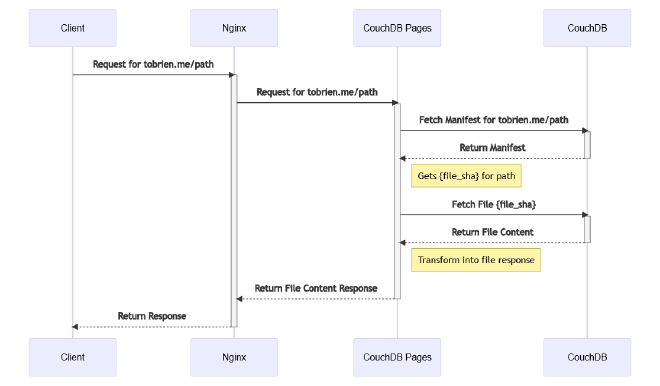 Client
Nginx
CouchDB Pages
CouchDB
Request for tobrien.me/path
Request for tobrien.me/path
Fetch Manifest for tobrien.me/path
Return Manifest
Gets {file_sha} for path
Fetch File {file_sha}
Return File Content
Transform into file response
Return File Content Response
Return Response
Client
Nginx
CouchDB Pages
CouchDB